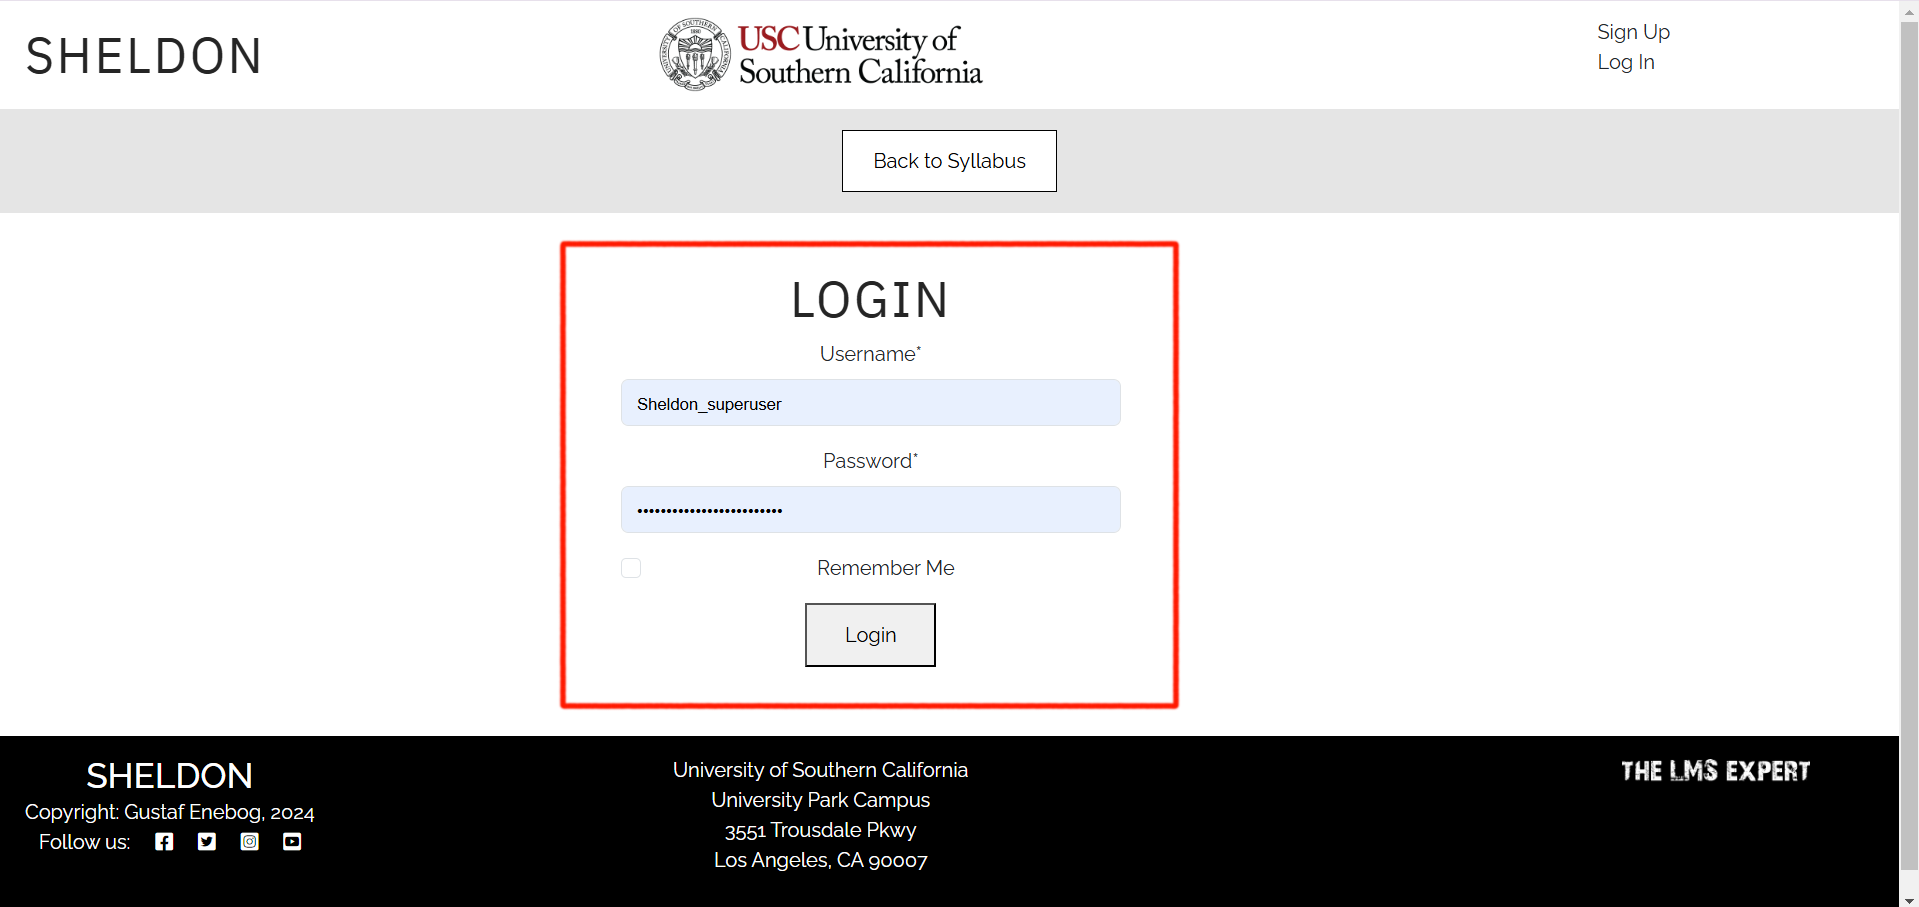 SHELDON
USC University of
Southern California
Sign Up
Log In
Back to Syllabus
LOGIN
Username*
Sheldon_superuser
Password*
Remember Me
Login
SHELDON
Copyright: Gustaf Enebog, 2024
Follow us:
University of Southern California
University Park Campus
3551 Trousdale Pkwy
Los Angeles, CA 90007
THE LMS EXPERT